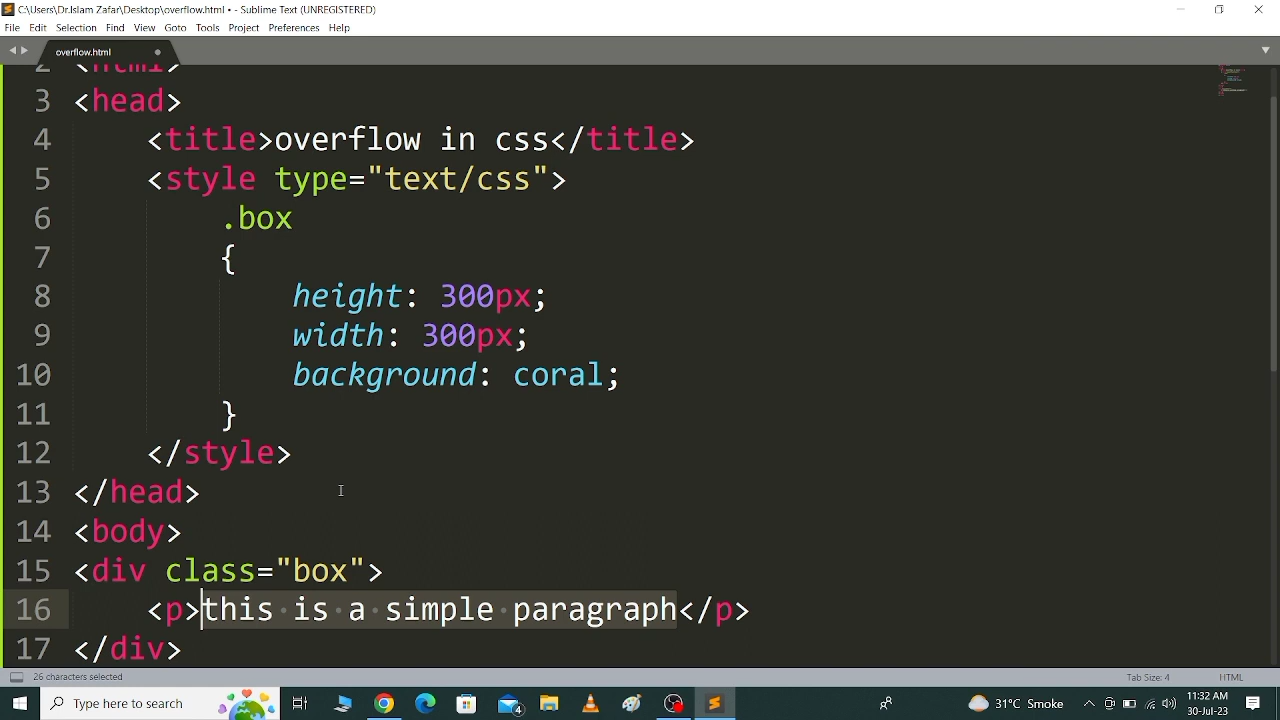 C:\Users\Dr.Islam Zafar\Desktop\overflow.html • - Sublime Text (UNREGISTERED)
File Edit Selection Find View Goto Tools Project Preferences Help
overflow.html
2 <html>
3 <head>
4 <title>overflow in css</title>
5 <style type="text/css">
6 .box
7 {
8 height: 300px;
9 width: 300px;
10 background: coral;
11 }
12 </style>
13 </head>
14 <body>
15 <div class="box">
16 <p>this is a simple paragraph</p>
17 </div>
26 characters selected Tab Size: 4 HTML
Type here to search 4 31°C Smoke 11:32 AM
30-Jul-23